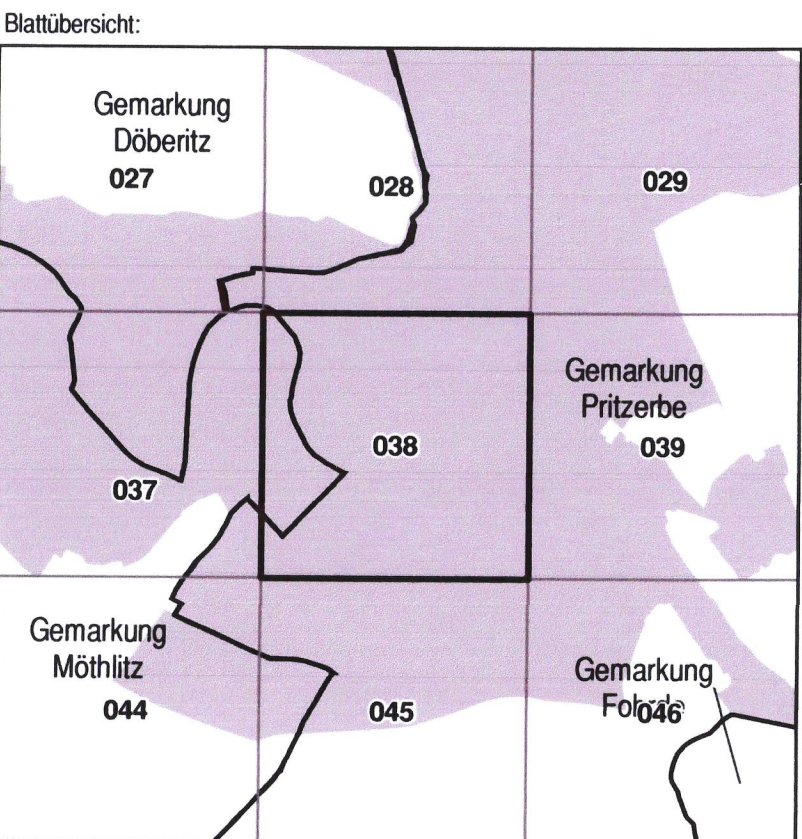 Blattübersicht:
Gemarkung
Döberitz
027
028
029
Gemarkung
Pritzerbe
037
038
039
Gemarkung
Möthlitz
044
045
Gemarkung
046